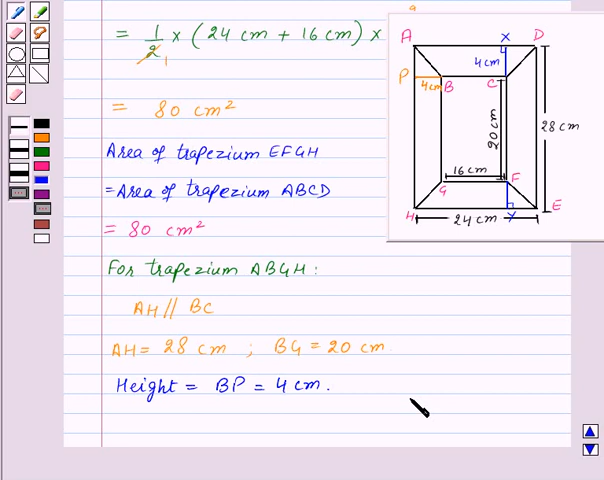 = 1/2 × (24 cm + 16 cm) ×
1
= 80 cm²
Area of trapezium EFGH
= Area of trapezium ABCD
= 80 cm²
For trapezium ABGH :
AH // BC
AH = 28 cm ; BG = 20 cm.
Height = BP = 4 cm.
A X D
4 cm
P 4cm B C
20 cm
28 cm
16 cm F
G
H Y E
24 cm